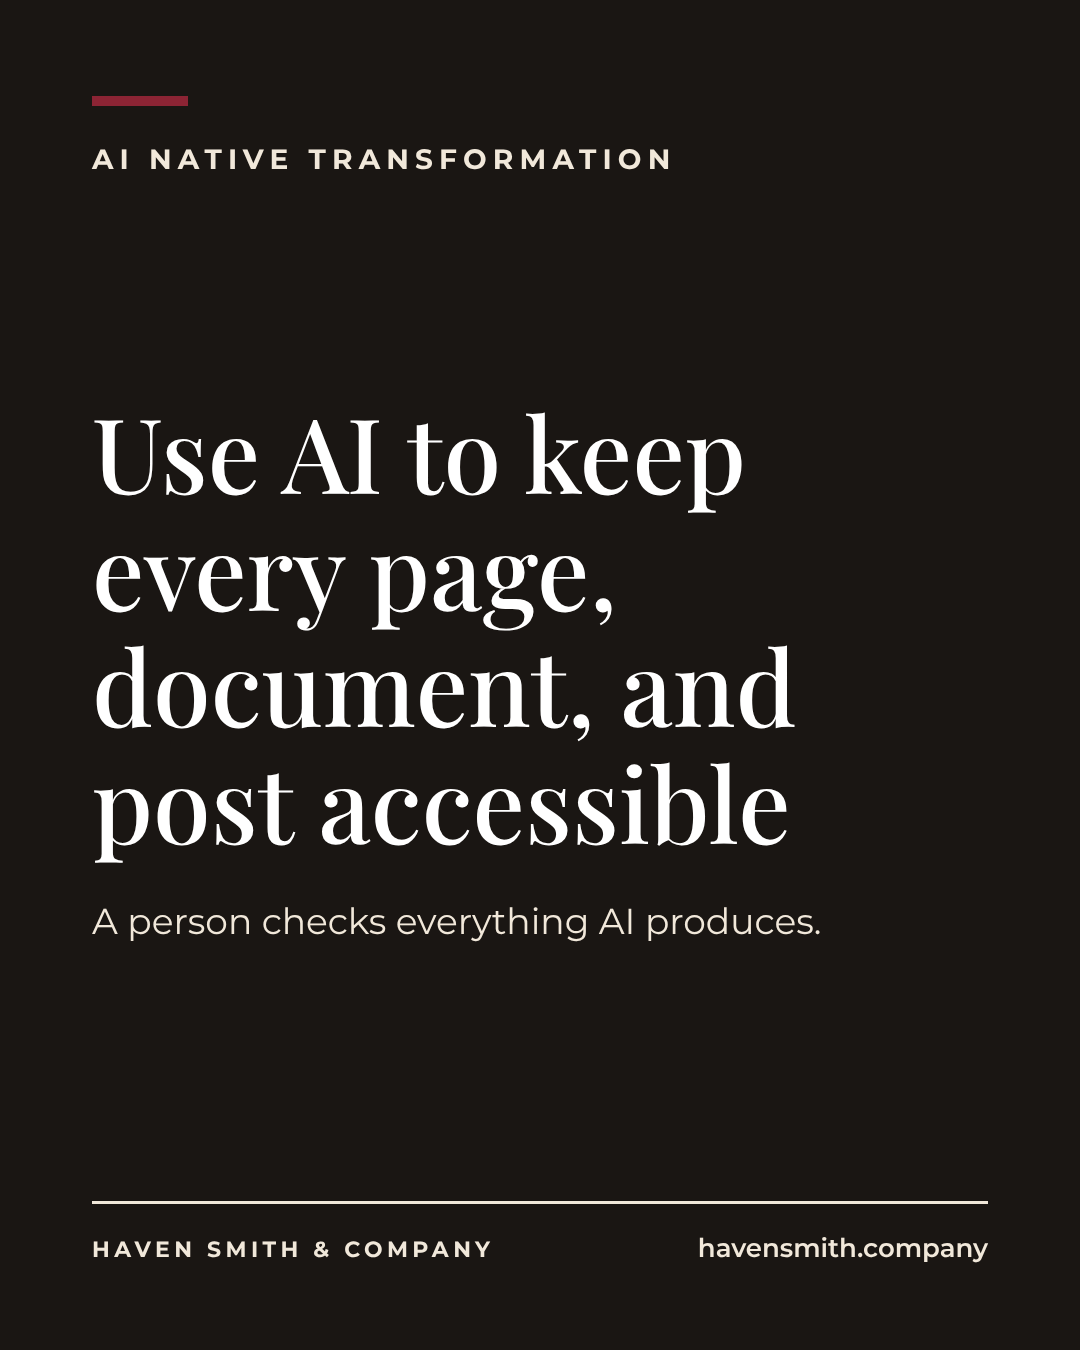 AI NATIVE TRANSFORMATION
Use AI to keep
every page,
document, and
post accessible
A person checks everything AI produces.
HAVEN SMITH & COMPANY
havensmith.company